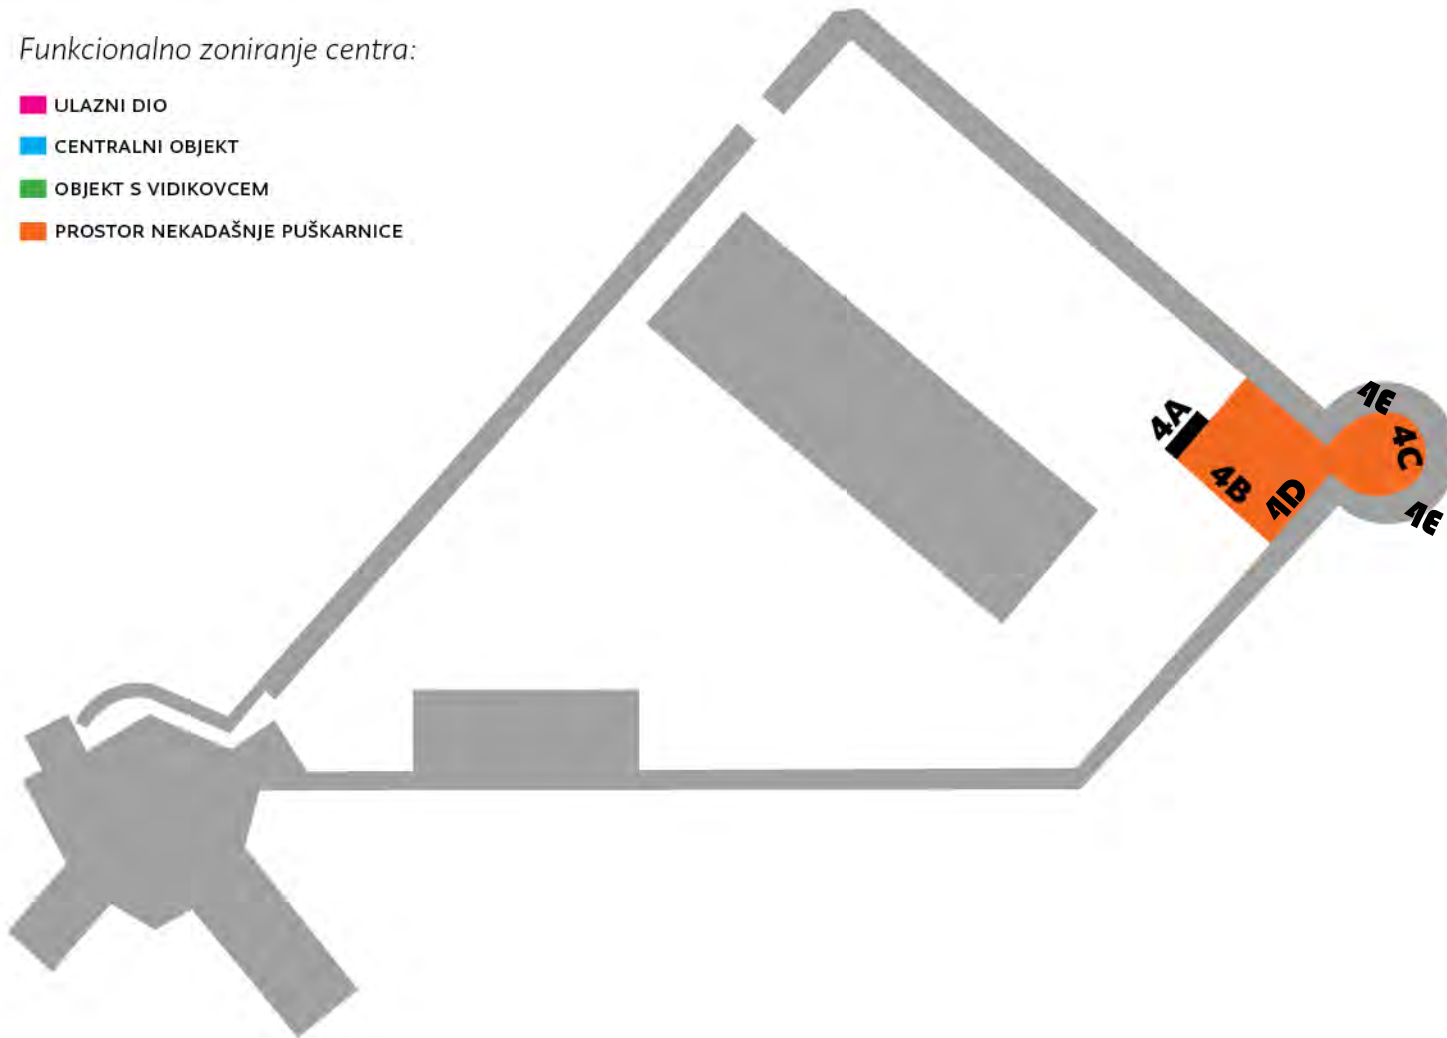 Funkcionalno zoniranje centra:
ULAZNI DIO
CENTRALNI OBJEKT
OBJEKT S VIDIKOVCEM
PROSTOR NEKADAŠNJE PUŠKARNICE
4A
4B
4D
4C
4E
4E